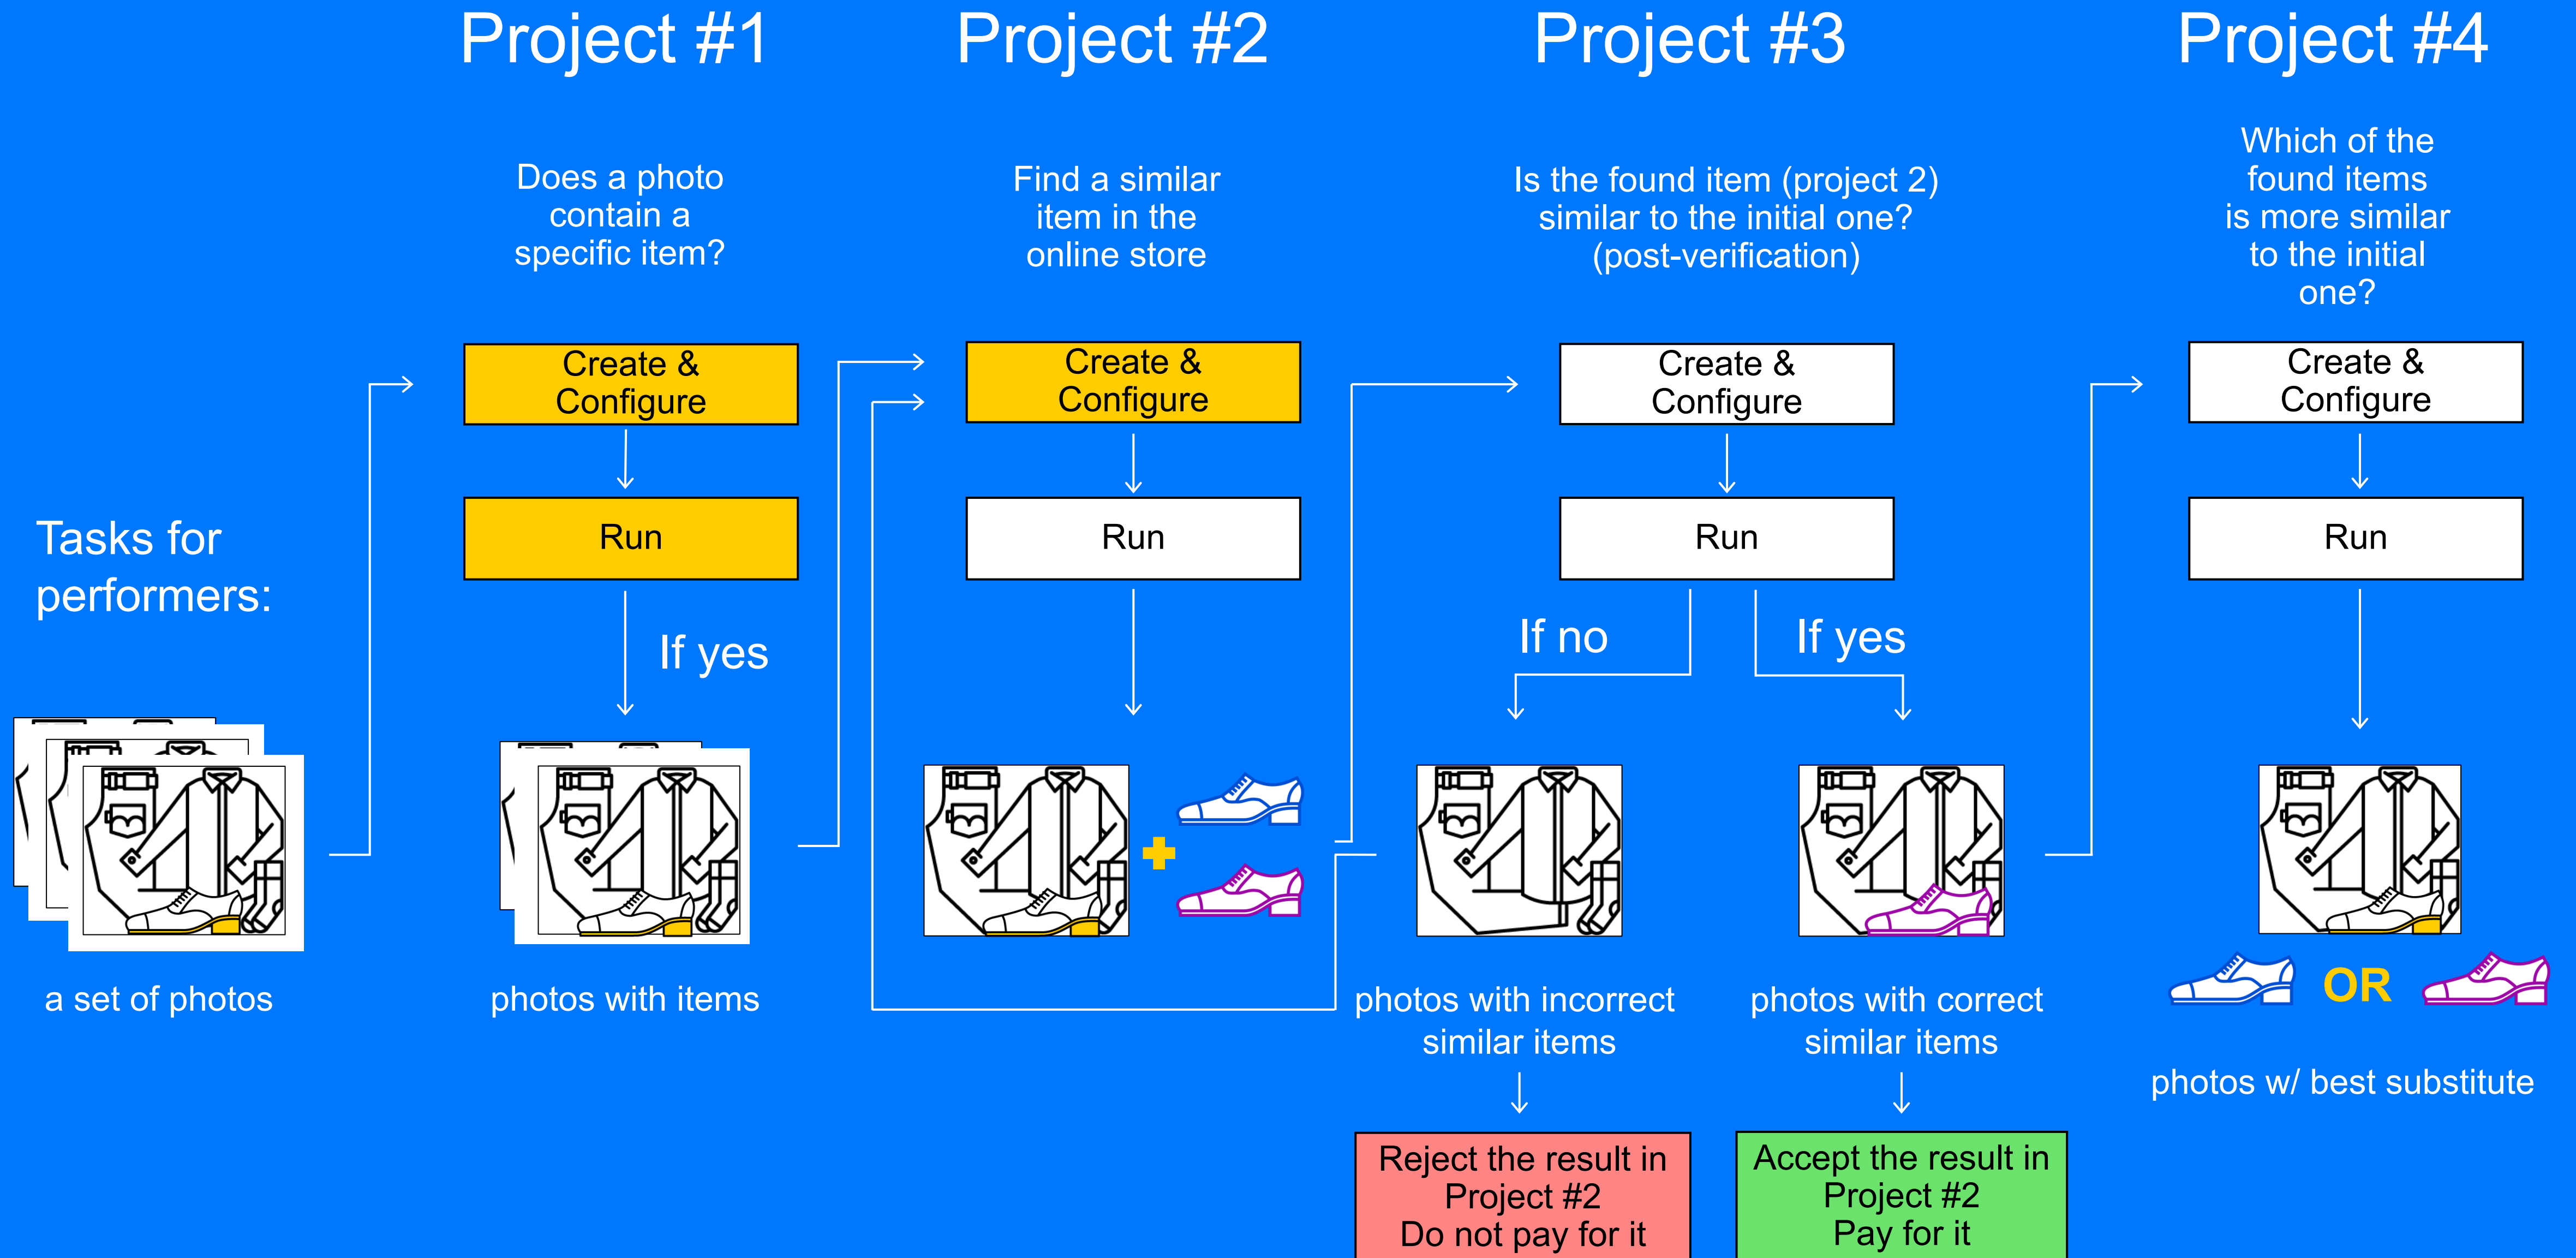 Project #1
Project #2
Project #3
Project #4
Does a photo
contain a
specific item?
Find a similar
item in the
online store
Is the found item (project 2)
similar to the initial one?
(post-verification)
Which of the
found items
is more similar
to the initial
one?
Create &
Configure
Create &
Configure
Create &
Configure
Create &
Configure
Run
Run
Run
Run
Tasks for
performers:
If yes
If no
If yes
OR
a set of photos
photos with items
photos with incorrect
similar items
photos with correct
similar items
photos w/ best substitute
Reject the result in
Project #2
Do not pay for it
Accept the result in
Project #2
Pay for it